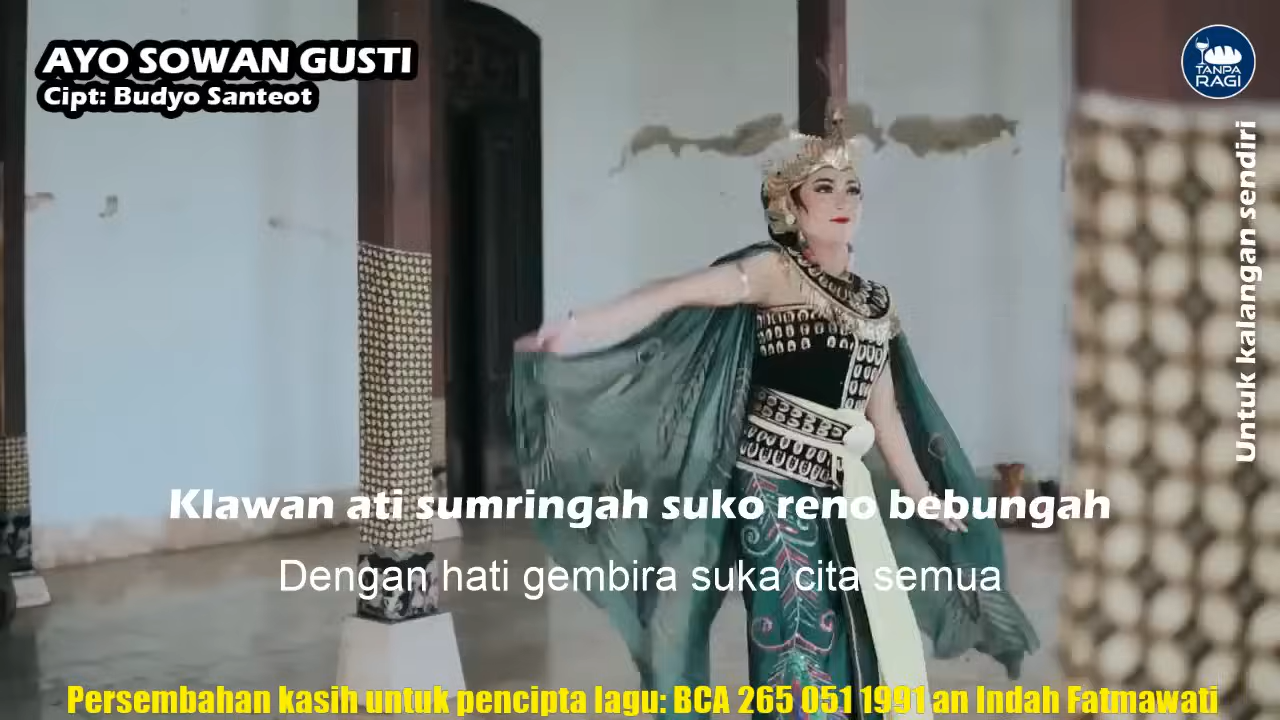 AYO SOWAN GUSTI
Cipt: Budyo Santeot
TANPA
RAGI
Untuk kalangan sendiri
Klawan ati sumringah suko reno bebungah
Dengan hati gembira suka cita semua
Persembahan kasih untuk pencipta lagu: BCA 265 051 1991 an Indah Fatmawati